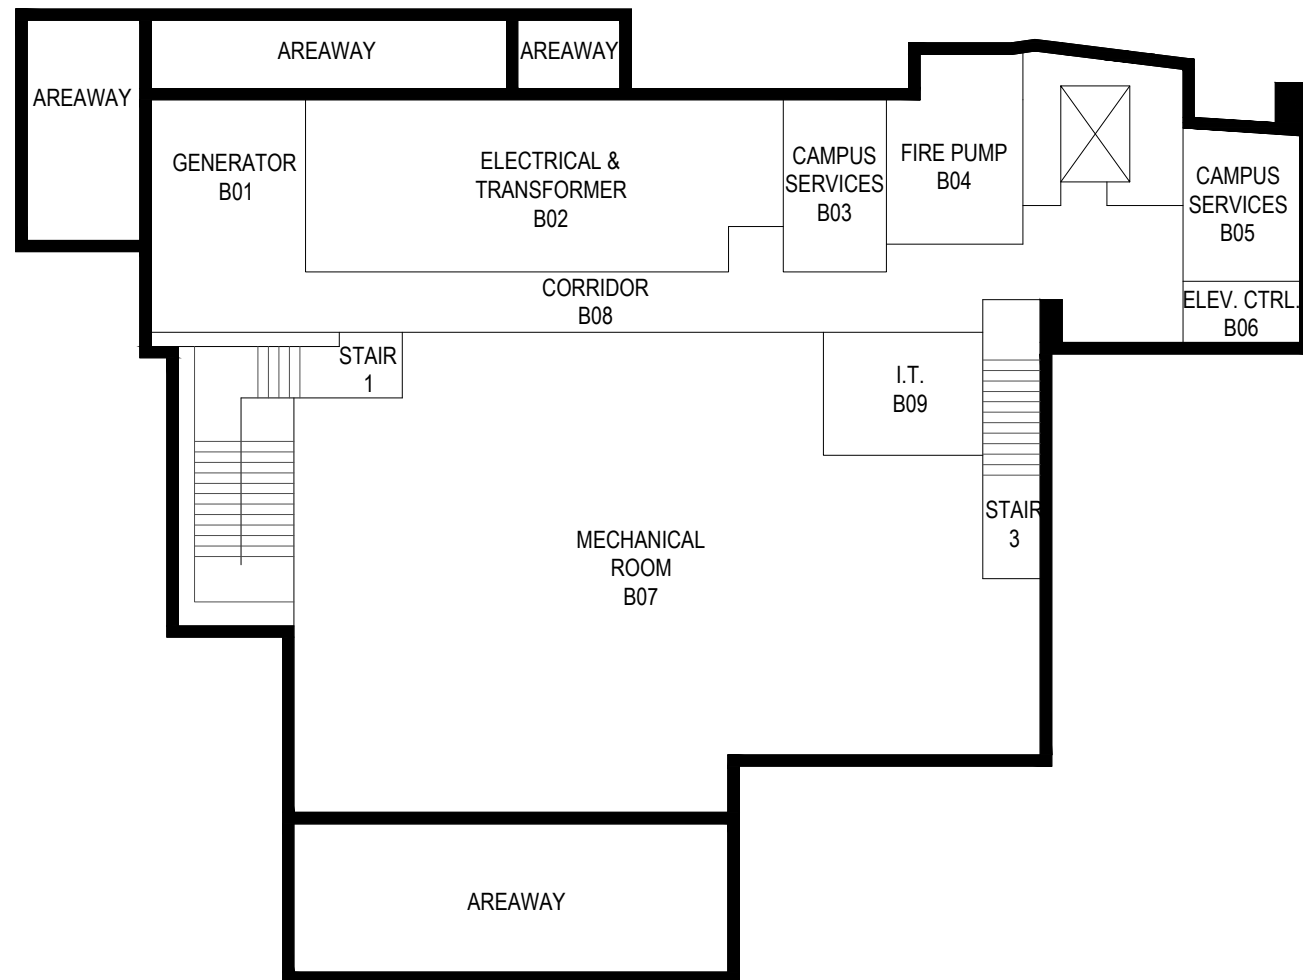 AREAWAY
AREAWAY
AREAWAY
GENERATOR
B01
ELECTRICAL &
TRANSFORMER
B02
CAMPUS
SERVICES
B03
FIRE PUMP
B04
CAMPUS
SERVICES
B05
ELEV. CTRL.
B06
CORRIDOR
B08
STAIR
1
I.T.
B09
STAIR
3
MECHANICAL
ROOM
B07
AREAWAY